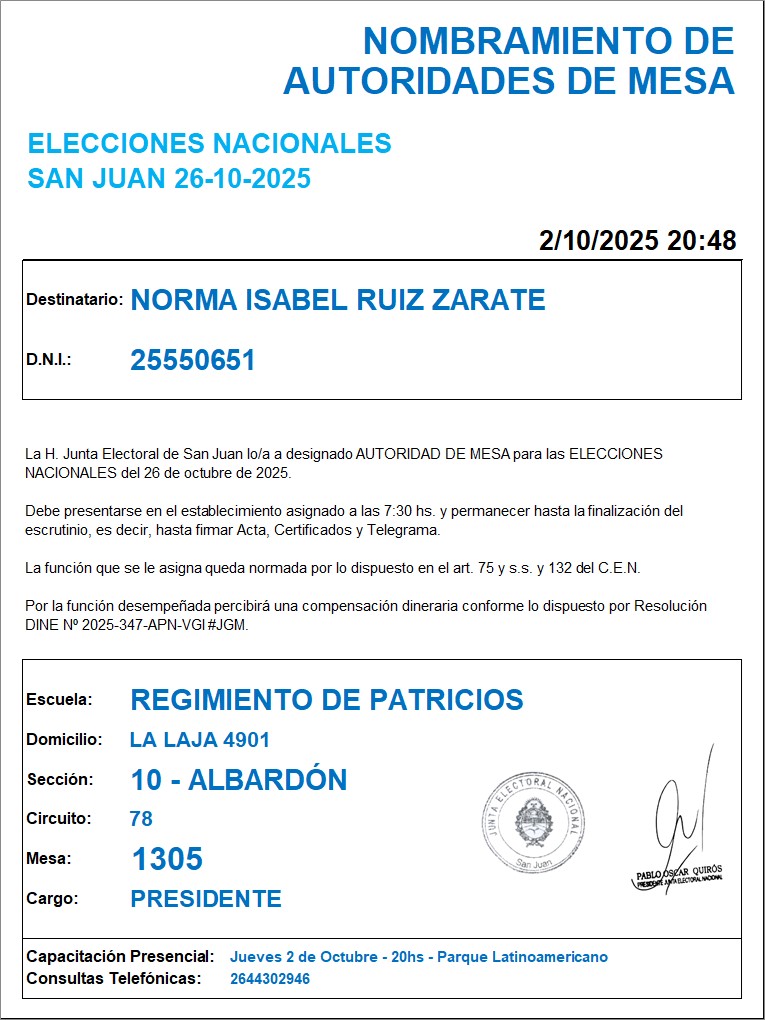 NOMBRAMIENTO DE
AUTORIDADES DE MESA
ELECCIONES NACIONALES
SAN JUAN 26-10-2025
2/10/2025 20:48
Destinatario: NORMA ISABEL RUIZ ZARATE
D.N.I.: 25550651
La H. Junta Electoral de San Juan lo/a a designado AUTORIDAD DE MESA para las ELECCIONES
NACIONALES del 26 de octubre de 2025.
Debe presentarse en el establecimiento asignado a las 7:30 hs. y permanecer hasta la finalización del
escrutinio, es decir, hasta firmar Acta, Certificados y Telegrama.
La función que se le asigna queda normada por lo dispuesto en el art. 75 y s.s. y 132 del C.E.N.
Por la función desempeñada percibirá una compensación dineraria conforme lo dispuesto por Resolución
DINE Nº 2025-347-APN-VGI#JGM.
Escuela: REGIMIENTO DE PATRICIOS
Domicilio: LA LAJA 4901
Sección: 10 - ALBARDÓN
Circuito: 78
Mesa: 1305
Cargo: PRESIDENTE
JUNTA ELECTORAL NACIONAL
San Juan
PABLO OSCAR QUIRÓS
PRESIDENTE JUNTA ELECTORAL NACIONAL
Capacitación Presencial: Jueves 2 de Octubre - 20hs - Parque Latinoamericano
Consultas Telefónicas: 2644302946